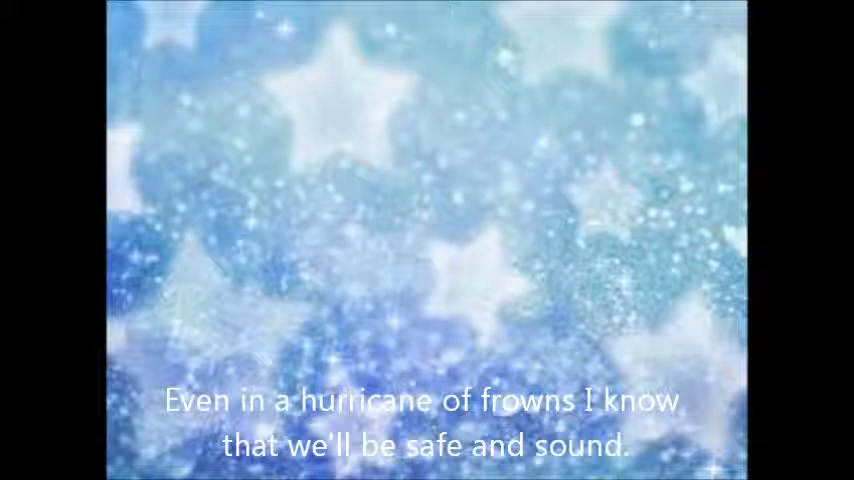 Even in a hurricane of frowns I know
that we'll be safe and sound.